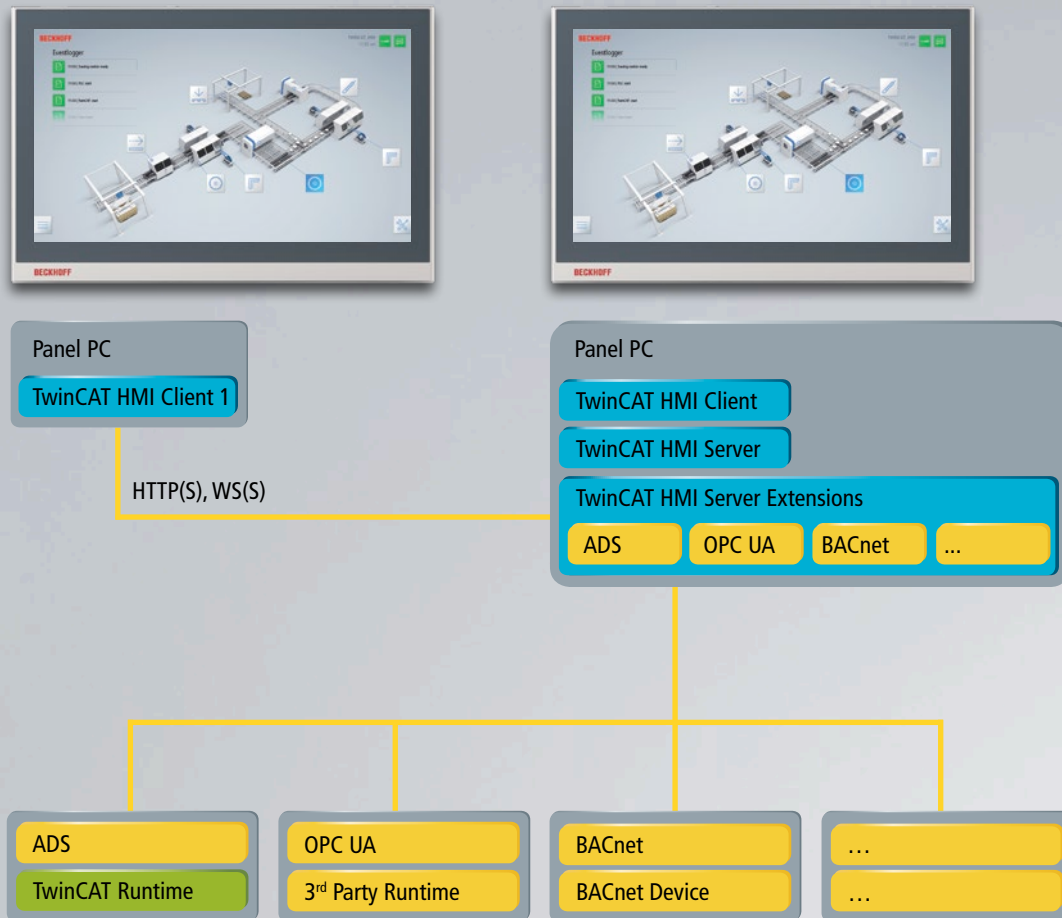 BECKHOFF
Eventlogger
BECKHOFF
BECKHOFF
Eventlogger
BECKHOFF
Panel PC
TwinCAT HMI Client 1
HTTP(S), WS(S)
Panel PC
TwinCAT HMI Client
TwinCAT HMI Server
TwinCAT HMI Server Extensions
ADS
OPC UA
BACnet
...
ADS
TwinCAT Runtime
OPC UA
3rd Party Runtime
BACnet
BACnet Device
...
...